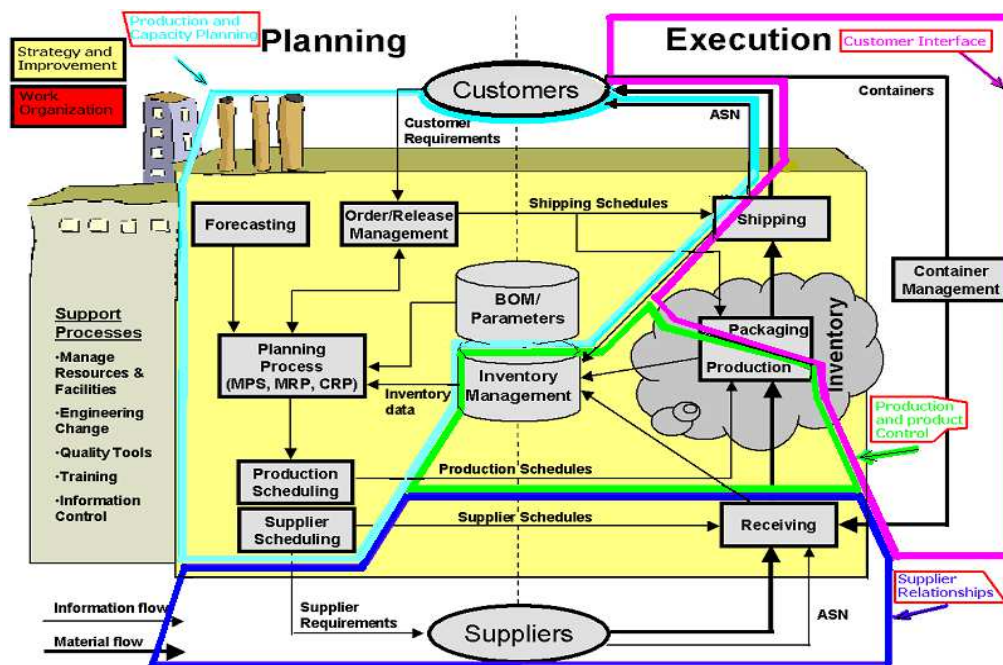 Production and
Capacity Planning
Planning
Execution
Customer Interface
Strategy and
Improvement
Work
Organization
Customers
Containers
Customer
Requirements
ASN
Forecasting
Order/Release
Management
Shipping Schedules
Shipping
Container
Management
BOM/
Parameters
Support
Processes
•Manage
Resources &
Facilities
•Engineering
Change
•Quality Tools
•Training
•Information
Control
Planning
Process
(MPS, MRP, CRP)
Inventory
data
Inventory
Management
Packaging
Production
Inventory
Production
and product
Control
Production
Scheduling
Production Schedules
Supplier
Scheduling
Supplier Schedules
Receiving
Supplier
Relationships
Information flow
Material flow
Supplier
Requirements
Suppliers
ASN